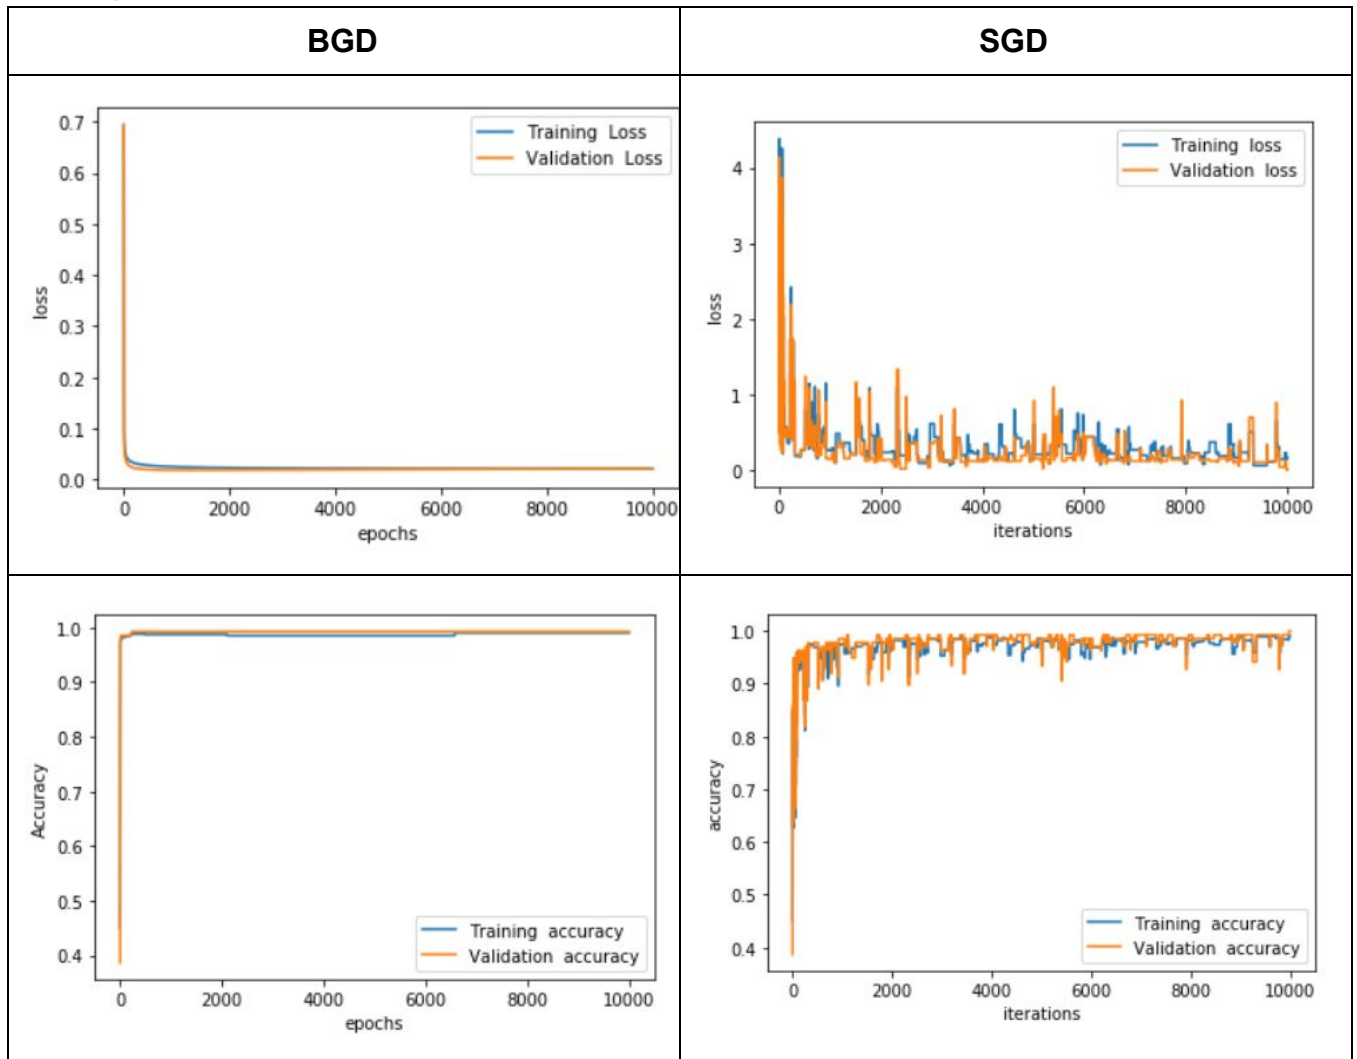 BGD
SGD
0.7
0.6
0.5
0.4
0.3
0.2
0.1
0.0
loss
Training Loss
Validation Loss
0 2000 4000 6000 8000 10000
epochs
4
3
2
1
0
loss
Training loss
Validation loss
0 2000 4000 6000 8000 10000
iterations
1.0
0.9
0.8
0.7
0.6
0.5
0.4
Accuracy
Training accuracy
Validation accuracy
0 2000 4000 6000 8000 10000
epochs
1.0
0.9
0.8
0.7
0.6
0.5
0.4
accuracy
Training accuracy
Validation accuracy
0 2000 4000 6000 8000 10000
iterations